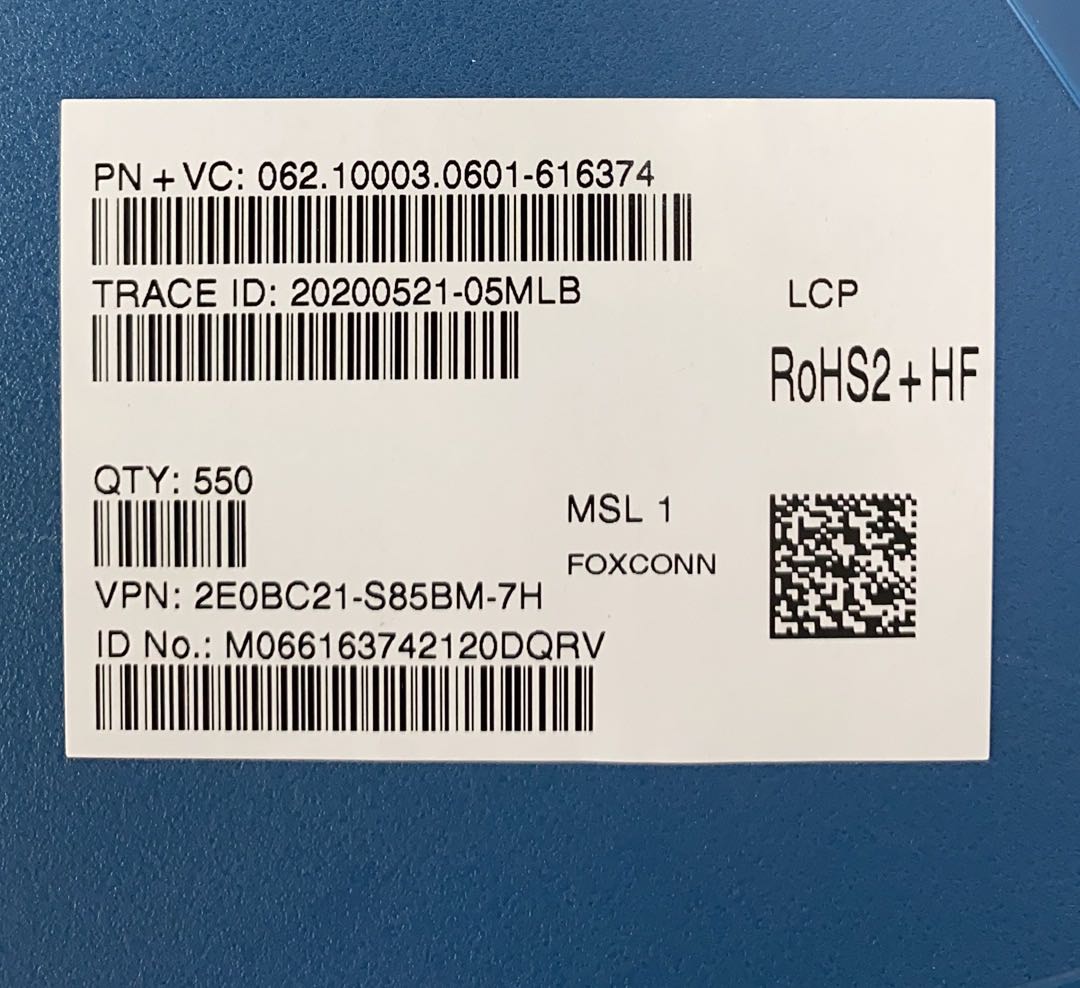 PN + VC: 062.10003.0601-616374
TRACE ID: 20200521-05MLB
LCP
RoHS2 + HF
QTY: 550
MSL 1
FOXCONN
VPN: 2E0BC21-S85BM-7H
ID No.: M066163742120DQRV